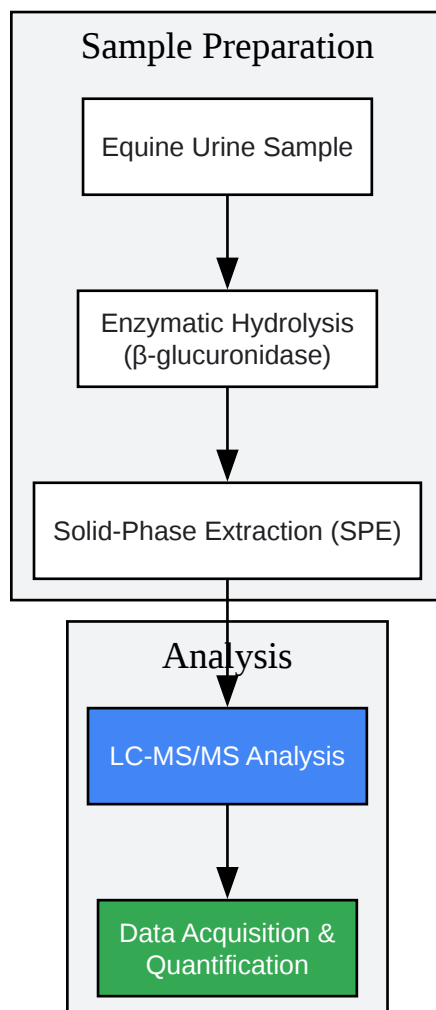 Sample Preparation
Equine Urine Sample
Enzymatic Hydrolysis
(β-glucuronidase)
Solid-Phase Extraction (SPE)
Analysis
LC-MS/MS Analysis
Data Acquisition &
Quantification